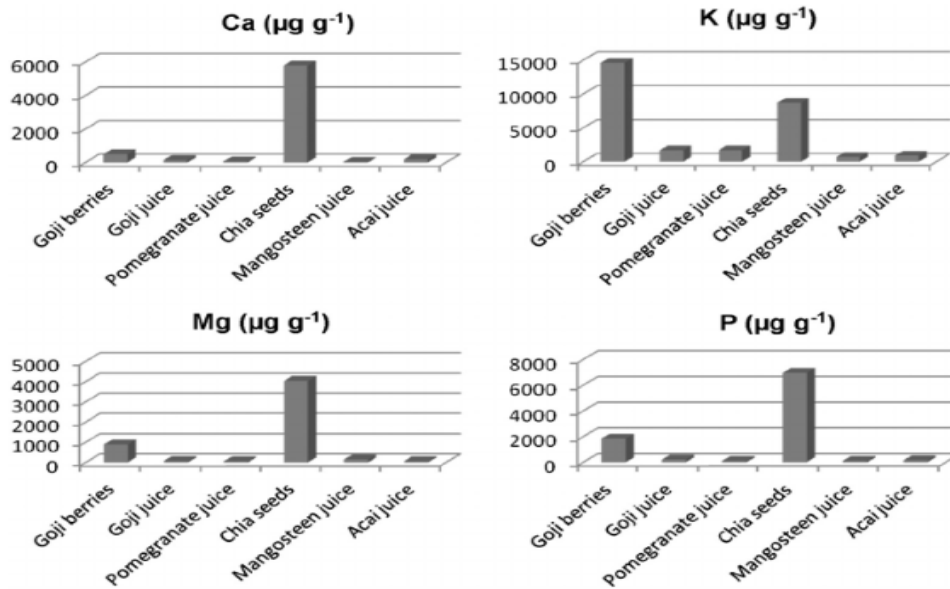 Ca (µg g⁻¹)
6000
4000
2000
0
Goji berries
Goji juice
Pomegranate juice
Chia seeds
Mangosteen juice
Acai juice
K (µg g⁻¹)
15000
10000
5000
0
Goji berries
Goji juice
Pomegranate juice
Chia seeds
Mangosteen juice
Acai juice
Mg (µg g⁻¹)
5000
4000
3000
2000
1000
0
Goji berries
Goji juice
Pomegranate juice
Chia seeds
Mangosteen juice
Acai juice
P (µg g⁻¹)
8000
6000
4000
2000
0
Goji berries
Goji juice
Pomegranate juice
Chia seeds
Mangosteen juice
Acai juice